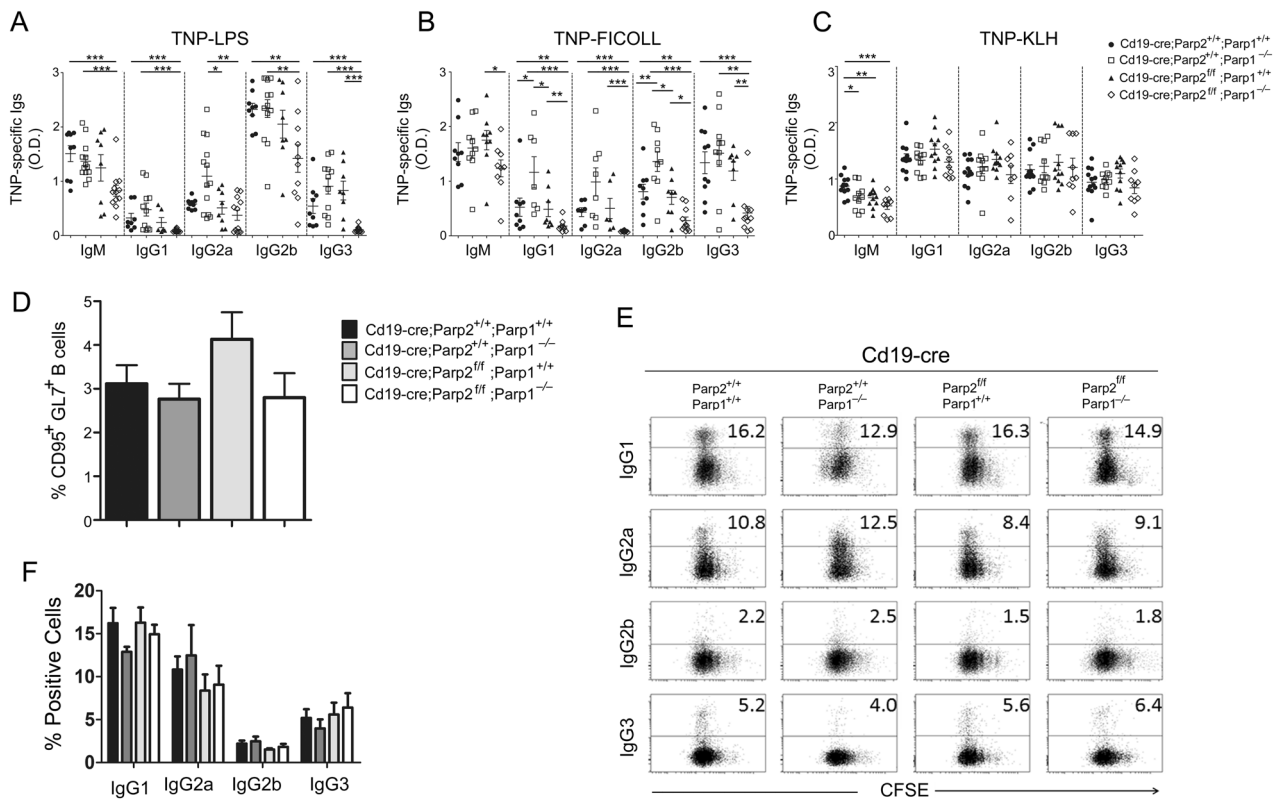 A
TNP-LPS
TNP-specific Igs
(O.D.)
3
2
1
0
*** *** ** ** ***
*** *** * ** ***
***
IgM IgG1 IgG2a IgG2b IgG3
B
TNP-FICOLL
TNP-specific Igs
(O.D.)
3
2
1
0
** *** ** ***
* *** *** *** **
* * ** *** ** * * **
IgM IgG1 IgG2a IgG2b IgG3
C
TNP-KLH
TNP-specific Igs
(O.D.)
3
2
1
0
***
**
*
IgM IgG1 IgG2a IgG2b IgG3
Cd19-cre;Parp2+/+;Parp1+/+
Cd19-cre;Parp2+/+;Parp1–/–
Cd19-cre;Parp2f/f;Parp1+/+
Cd19-cre;Parp2f/f ;Parp1–/–
D
% CD95+ GL7+ B cells
5
4
3
2
1
0
Cd19-cre;Parp2+/+;Parp1+/+
Cd19-cre;Parp2+/+;Parp1 –/–
Cd19-cre;Parp2f/f ;Parp1+/+
Cd19-cre;Parp2f/f ;Parp1–/–
E
Cd19-cre
Parp2+/+ Parp2+/+ Parp2f/f Parp2f/f
Parp1+/+ Parp1–/– Parp1+/+ Parp1–/–
IgG1 16.2 12.9 16.3 14.9
IgG2a 10.8 12.5 8.4 9.1
IgG2b 2.2 2.5 1.5 1.8
IgG3 5.2 4.0 5.6 6.4
CFSE
F
% Positive Cells
20
15
10
5
0
IgG1 IgG2a IgG2b IgG3